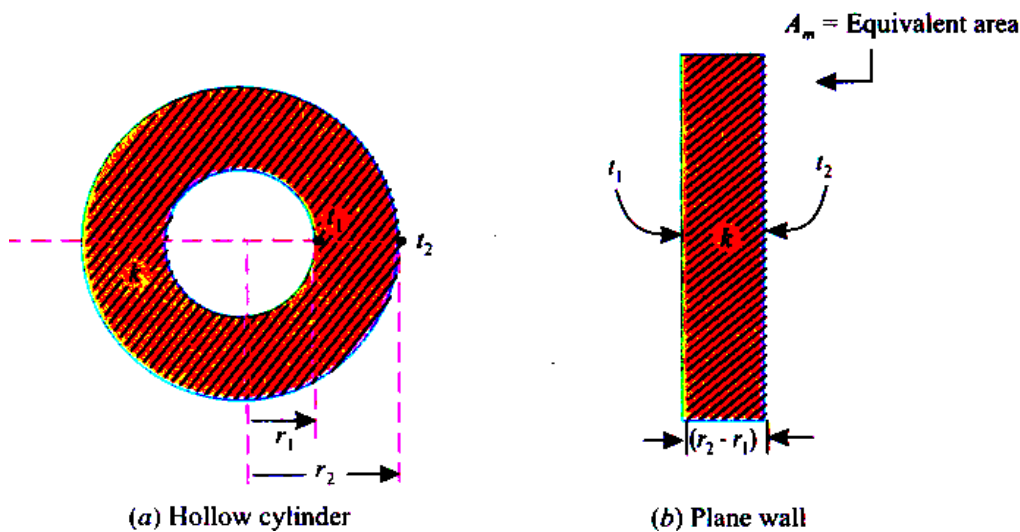 A_m = Equivalent area
t_1
t_2
k
r_1
r_2
(a) Hollow cylinder
t_1
t_2
k
(r_2 - r_1)
(b) Plane wall